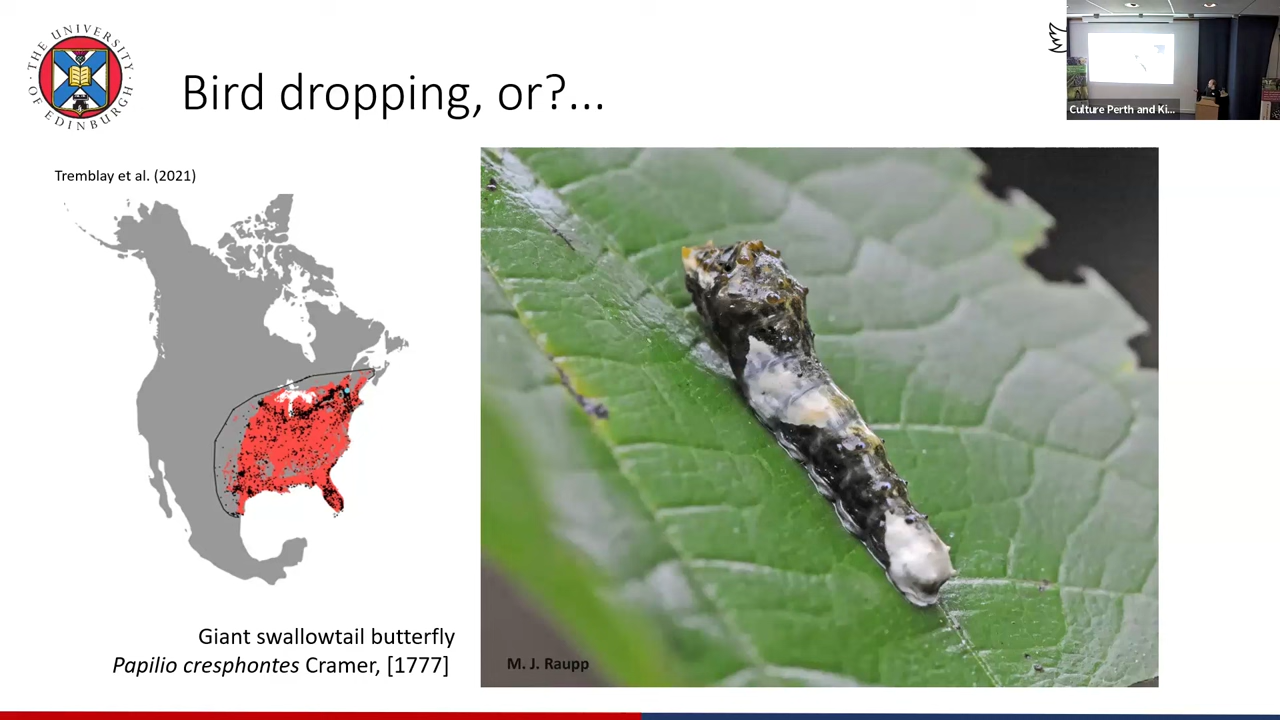 THE UNIVERSITY OF EDINBURGH
Bird dropping, or?...
Culture Perth and Ki...
Tremblay et al. (2021)
Giant swallowtail butterfly
Papilio cresphontes Cramer, [1777]
M. J. Raupp